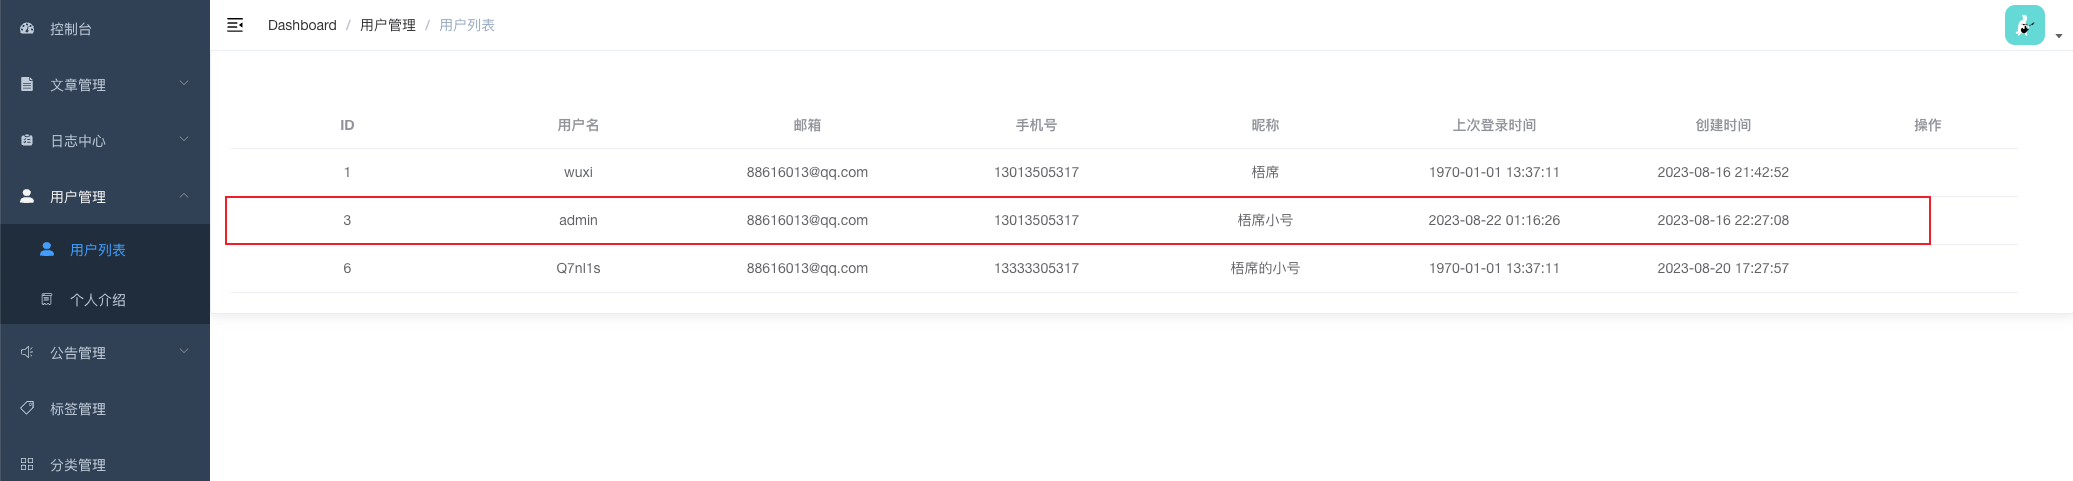 控制台
文章管理
日志中心
用户管理
用户列表
个人介绍
公告管理
标签管理
分类管理
Dashboard / 用户管理 / 用户列表
ID 用户名 邮箱 手机号 昵称 上次登录时间 创建时间 操作
1 wuxi 88616013@qq.com 13013505317 梧席 1970-01-01 13:37:11 2023-08-16 21:42:52
3 admin 88616013@qq.com 13013505317 梧席小号 2023-08-22 01:16:26 2023-08-16 22:27:08
6 Q7nl1s 88616013@qq.com 13333305317 梧席的小号 1970-01-01 13:37:11 2023-08-20 17:27:57